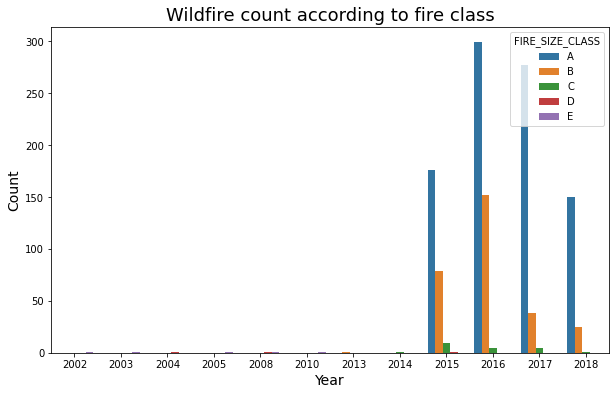 Wildfire count according to fire class
FIRE_SIZE_CLASS
A
B
C
D
E
300
250
200
150
100
50
0
Count
2002 2003 2004 2005 2008 2010 2013 2014 2015 2016 2017 2018
Year